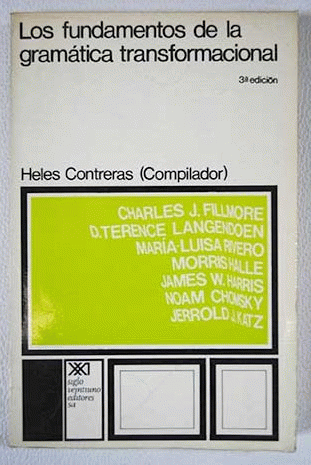 Los fundamentos de la
gramática transformacional
3ª edición
Heles Contreras (Compilador)
CHARLES J. FILLMORE
D. TERENCE LANGENDOEN
MARÍA-LUISA RIVERO
MORRIS HALLE
JAMES W. HARRIS
NOAM CHOMSKY
JERROLD J. KATZ
XXI
siglo
veintiuno
editores
sa